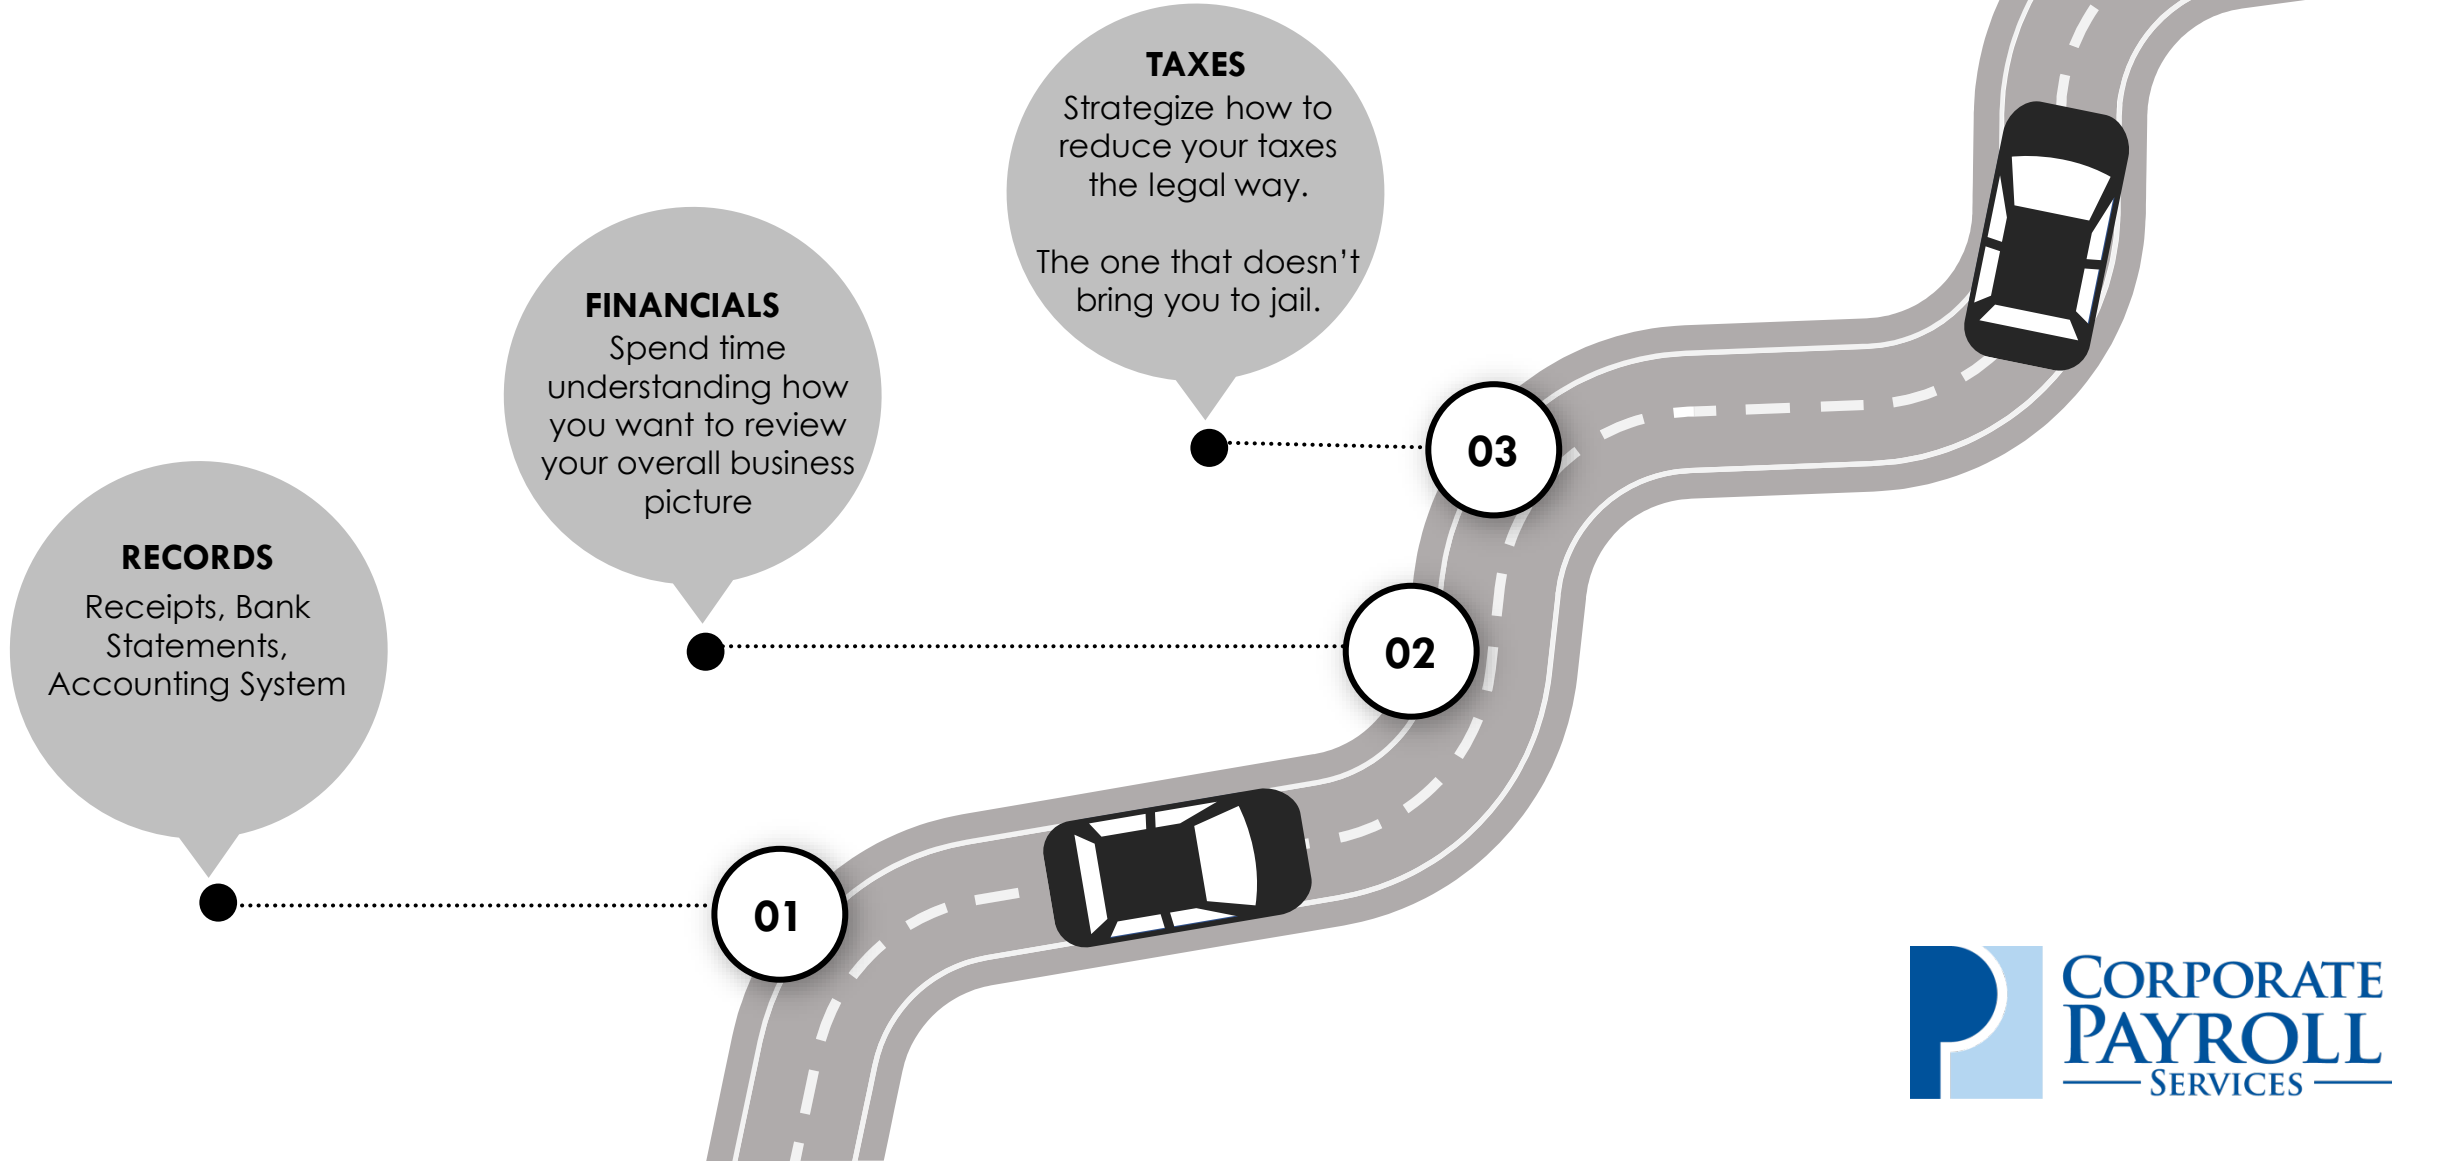 TAXES
Strategize how to
reduce your taxes
the legal way.
The one that doesn't
bring you to jail.
FINANCIALS
Spend time
understanding how
you want to review
your overall business
picture
RECORDS
Receipts, Bank
Statements,
Accounting System
03
02
01
CORPORATE
PAYROLL
SERVICES